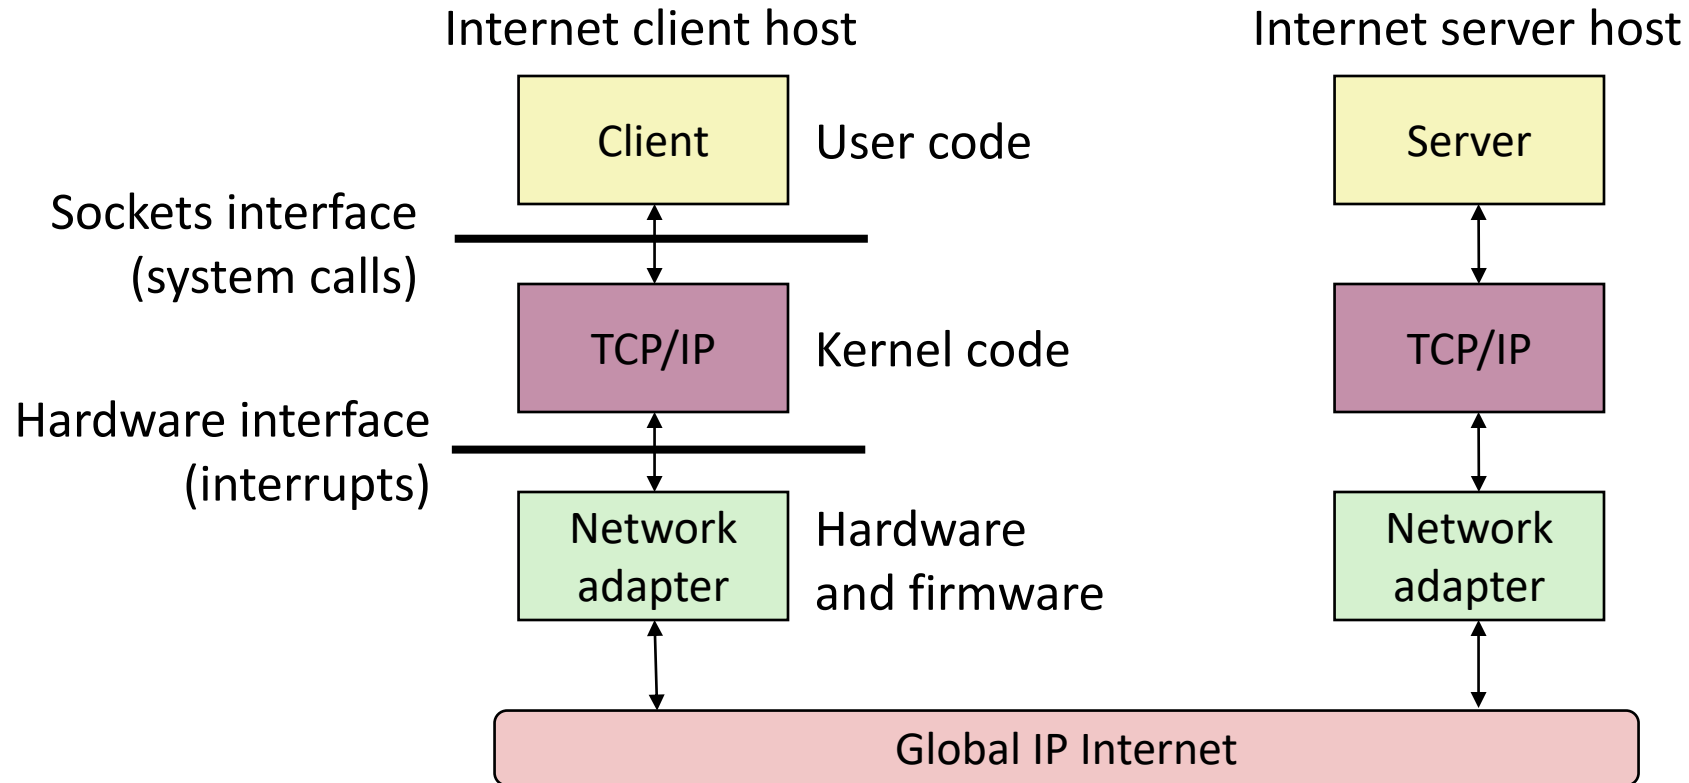 Internet client host
Internet server host
Client
User code
Server
Sockets interface
(system calls)
TCP/IP
Kernel code
TCP/IP
Hardware interface
(interrupts)
Network
adapter
Hardware
and firmware
Network
adapter
Global IP Internet